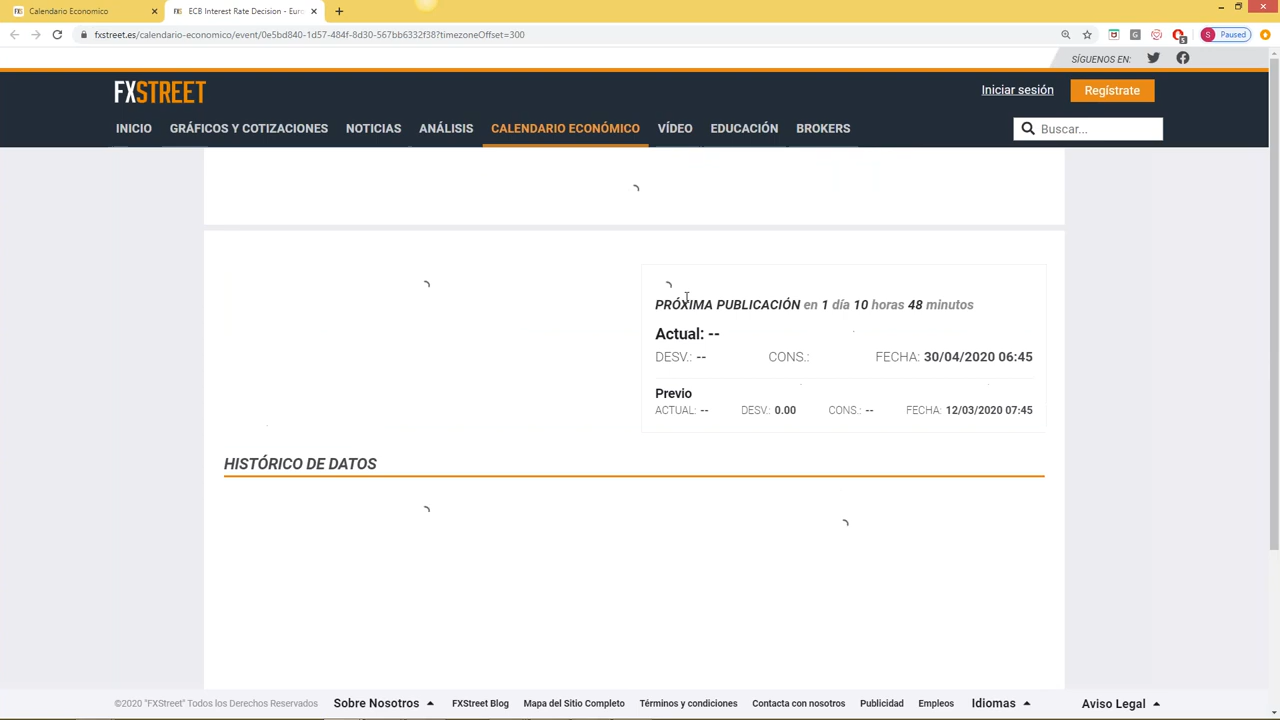 Calendario Economico
ECB Interest Rate Decision - Euro
fxstreet.es/calendario-economico/event/0e5bd840-1d57-484f-8d30-567bb6332f38?timezoneOffset=300
Paused
SÍGUENOS EN:
FXSTREET
Iniciar sesión
Regístrate
INICIO GRÁFICOS Y COTIZACIONES NOTICIAS ANÁLISIS CALENDARIO ECONÓMICO VÍDEO EDUCACIÓN BROKERS
Buscar...
PRÓXIMA PUBLICACIÓN en 1 día 10 horas 48 minutos
Actual: --
DESV.: -- CONS.: FECHA: 30/04/2020 06:45
Previo
ACTUAL: -- DESV.: 0.00 CONS.: -- FECHA: 12/03/2020 07:45
HISTÓRICO DE DATOS
©2020 "FXStreet" Todos los Derechos Reservados Sobre Nosotros FXStreet Blog Mapa del Sitio Completo Términos y condiciones Contacta con nosotros Publicidad Empleos Idiomas Aviso Legal